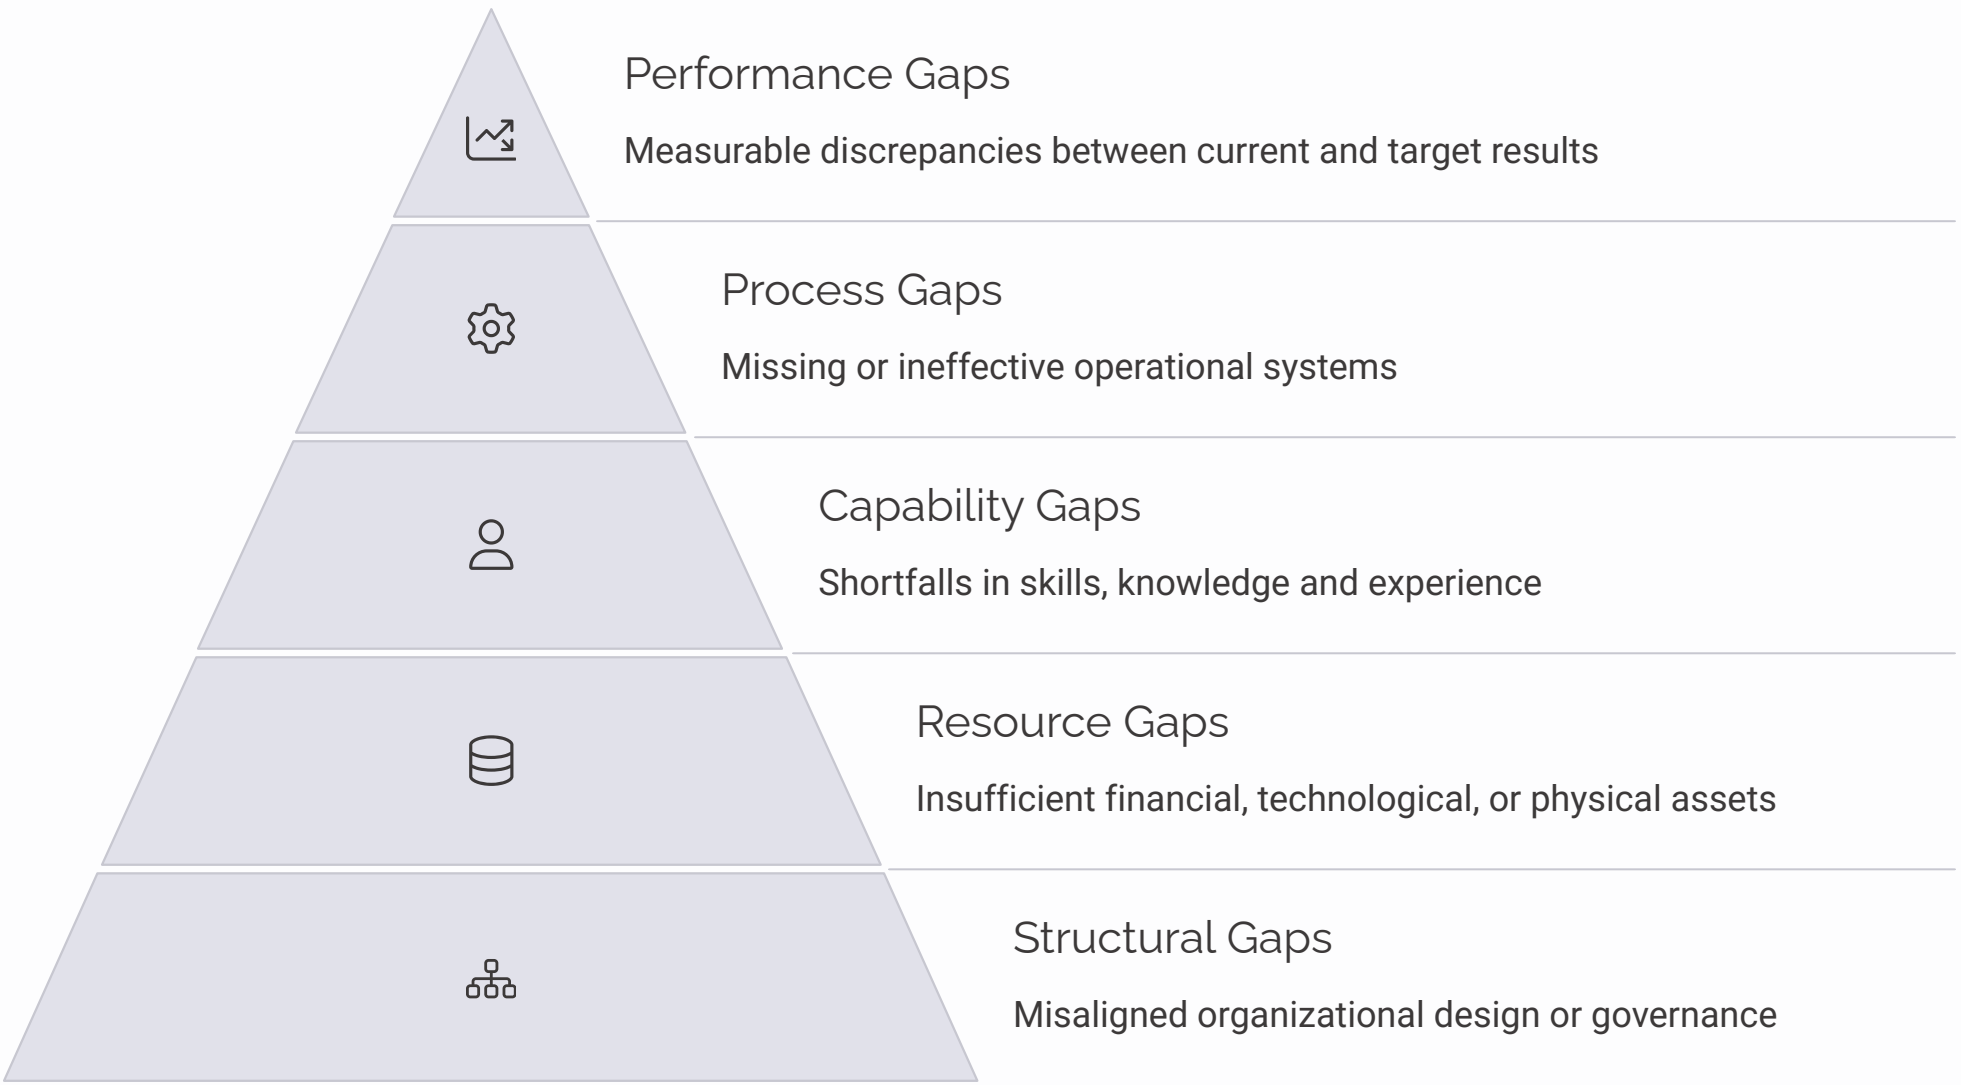 Performance Gaps
Measurable discrepancies between current and target results
Process Gaps
Missing or ineffective operational systems
Capability Gaps
Shortfalls in skills, knowledge and experience
Resource Gaps
Insufficient financial, technological, or physical assets
Structural Gaps
Misaligned organizational design or governance